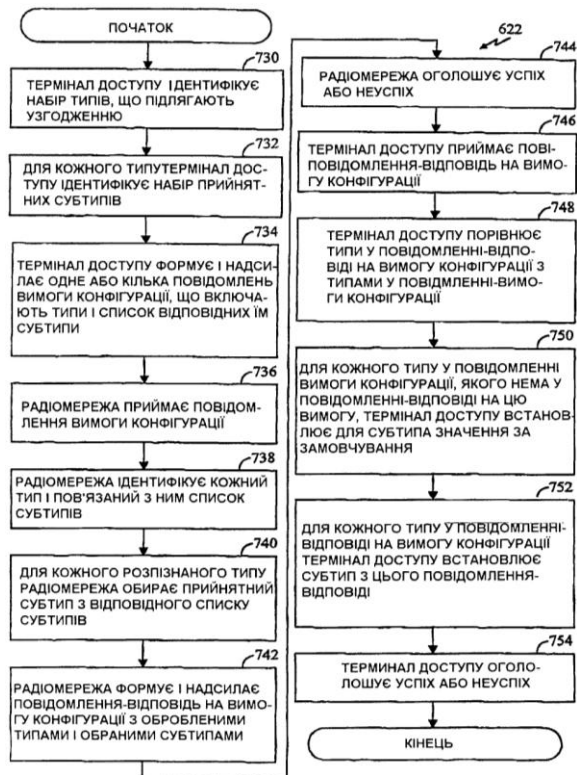 ПОЧАТОК
730
ТЕРМІНАЛ ДОСТУПУ ІДЕНТИФІКУЄ
НАБІР ТИПІВ, ЩО ПІДЛЯГАЮТЬ
УЗГОДЖЕННЮ
732
ДЛЯ КОЖНОГО ТИПУТЕРМІНАЛ ДОС-
ТУПУ ІДЕНТИФІКУЄ НАБІР ПРИЙНЯТ-
НИХ СУБТИПІВ
734
ТЕРМІНАЛ ДОСТУПУ ФОРМУЄ І НАДСИ-
ЛАЄ ОДНЕ АБО КІЛЬКА ПОВІДОМЛЕНЬ
ВИМОГИ КОНФІГУРАЦІЇ, ЩО ВКЛЮЧА-
ЮТЬ ТИПИ І СПИСОК ВІДПОВІДНИХ ЇМ
СУБТИПИ
736
РАДІОМЕРЕЖА ПРИЙМАЄ ПОВІДОМ-
ЛЕННЯ ВИМОГИ КОНФІГУРАЦІЇ
738
РАДІОМЕРЕЖА ІДЕНТИФІКУЄ КОЖНИЙ
ТИП І ПОВ'ЯЗАНИЙ З НИМ СПИСОК
СУБТИПІВ
740
ДЛЯ КОЖНОГО РОЗПІЗНАНОГО ТИПУ
РАДІОМЕРЕЖА ОБИРАЄ ПРИЙНЯТНИЙ
СУБТИП З ВІДПОВІДНОГО СПИСКУ
СУБТИПІВ
742
РАДІОМЕРЕЖА ФОРМУЄ І НАДСИЛАЄ
ПОВІДОМЛЕННЯ-ВІДПОВІДЬ НА ВИМО-
ГУ КОНФІГУРАЦІЇ З ОБРОБЛЕНИМИ
ТИПАМИ І ОБРАНИМИ СУБТИПАМИ
622
744
РАДІОМЕРЕЖА ОГОЛОШУЄ УСПІХ
АБО НЕУСПІХ
746
ТЕРМІНАЛ ДОСТУПУ ПРИЙМАЄ ПОВІ-
ПОВІДОМЛЕННЯ-ВІДПОВІДЬ НА ВИМО-
ГУ КОНФІГУРАЦІЇ
748
ТЕРМІНАЛ ДОСТУПУ ПОРІВНЮЄ
ТИПИ У ПОВІДОМЛЕННІ-ВІДПО-
ВІДІ НА ВИМОГУ КОНФІГУРАЦІЇ З
ТИПАМИ У ПОВІДМЛЕННІ-ВИМО-
ГИ КОНФІГУРАЦІЇ
750
ДЛЯ КОЖНОГО ТИПУ У ПОВІДОМЛЕННІ
ВИМОГИ КОНФІГУРАЦІЇ, ЯКОГО НЕМА У
ПОВІДОМЛЕННІ-ВІДПОВІДІ НА ЦЮ
ВИМОГУ, ТЕРМІНАЛ ДОСТУПУ ВСТАНОВ-
ЛЮЄ ДЛЯ СУБТИПА ЗНАЧЕННЯ ЗА
ЗАМОВЧУВАННЯ
752
ДЛЯ КОЖНОГО ТИПУ У ПОВІДОМЛЕННІ-
ВІДПОВІДІ НА ВИМОГУ КОНФІГУРАЦІЇ
ТЕРМІНАЛ ДОСТУПУ ВСТАНОВЛЮЄ
СУБТИП З ЦЬОГО ПОВІДОМЛЕННЯ-
ВІДПОВІДІ
754
ТЕРМИНАЛ ДОСТУПУ ОГОЛО-
ЛОШУЄ УСПІХ АБО НЕУСПІХ
КІНЕЦЬ